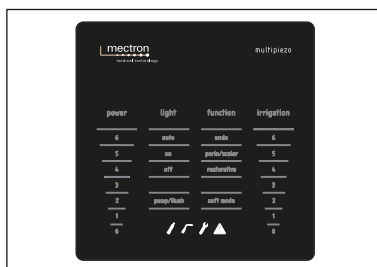 mectron
medical technology
multipiezo
power light function irrigation
6 auto endo 6
5 on perio/scaler 5
4 off restorative 4
3 3
2 pump/flush soft mode 2
1 1
0 0